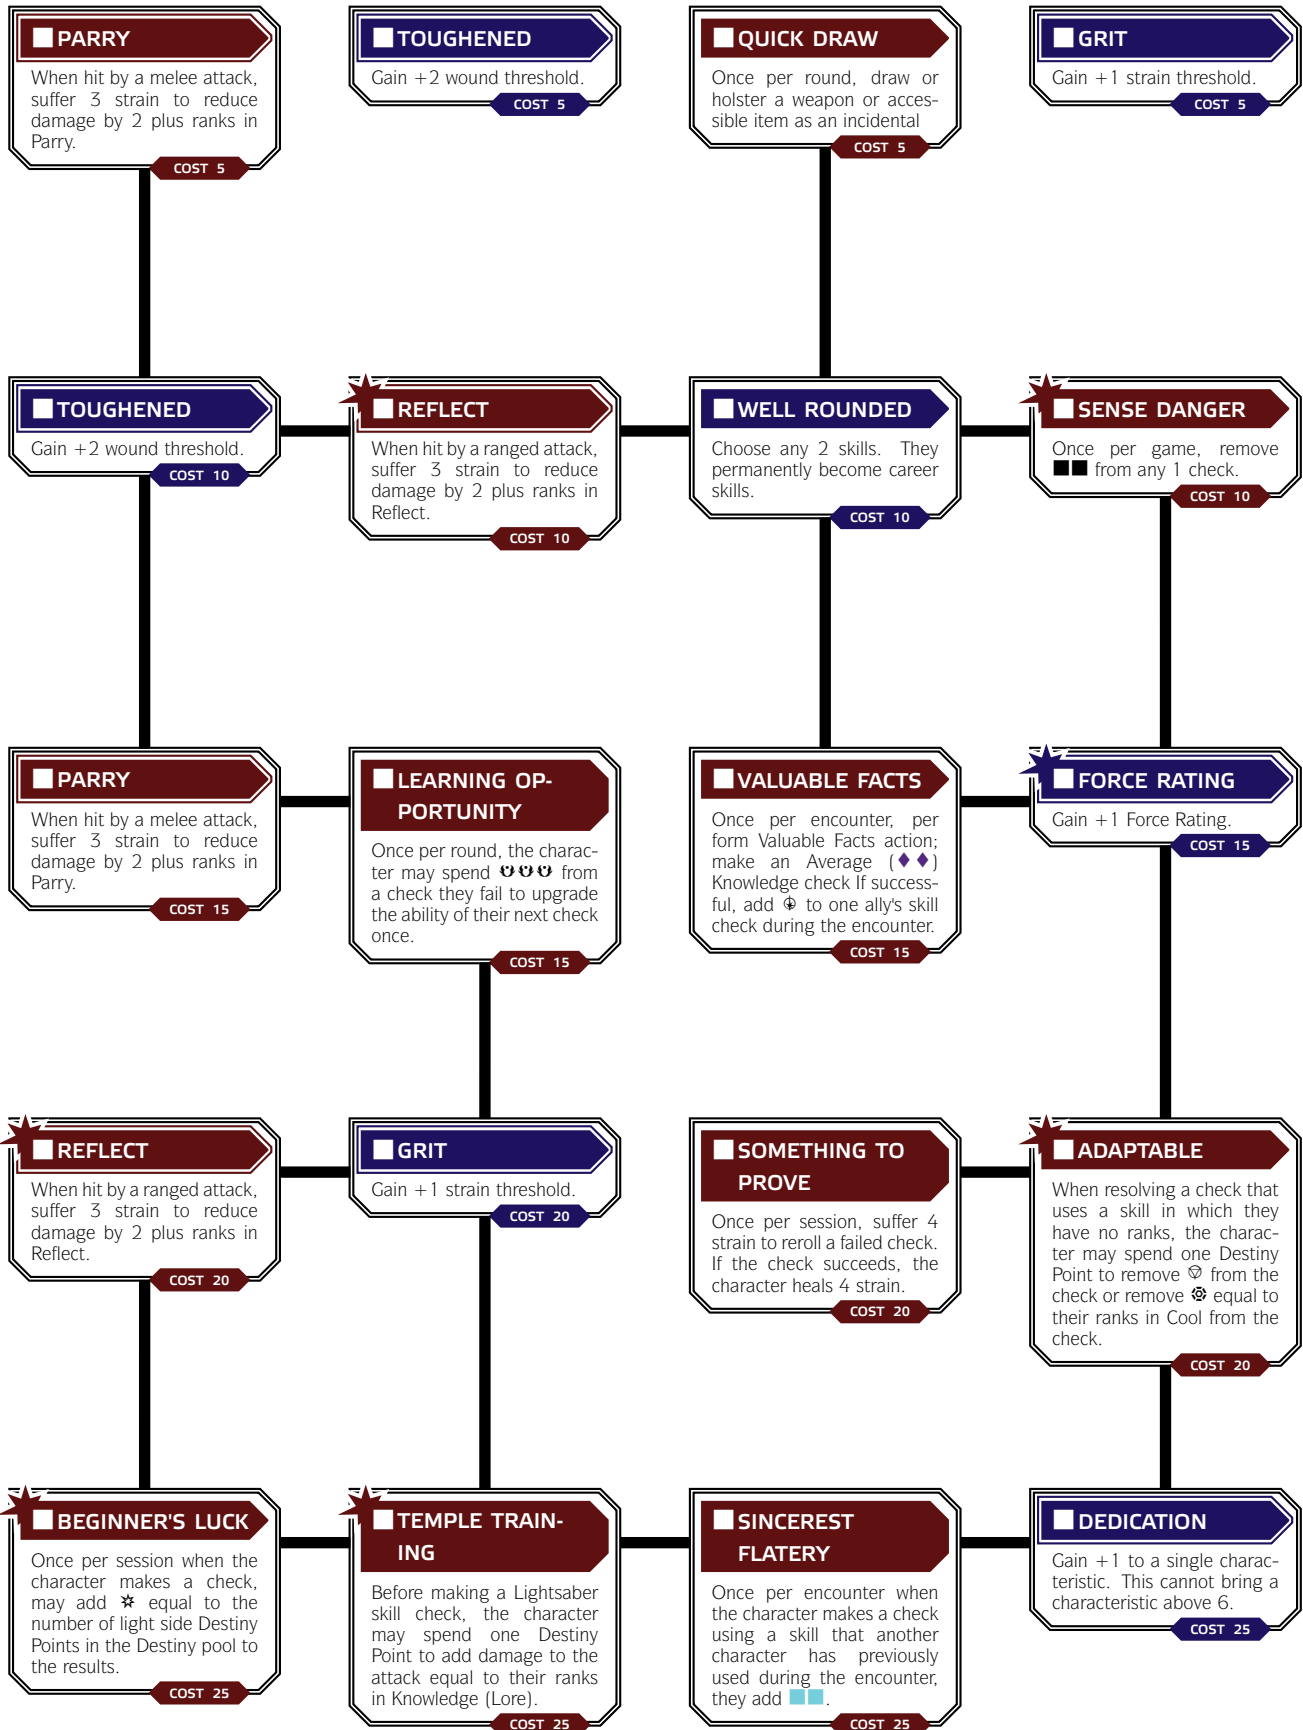 PARRY
When hit by a melee attack,
suffer 3 strain to reduce
damage by 2 plus ranks in
Parry.
COST 5
TOUGHENED
Gain +2 wound threshold.
COST 5
QUICK DRAW
Once per round, draw or
holster a weapon or acces-
sible item as an incidental
COST 5
GRIT
Gain +1 strain threshold.
COST 5
TOUGHENED
Gain +2 wound threshold.
COST 10
REFLECT
When hit by a ranged attack,
suffer 3 strain to reduce
damage by 2 plus ranks in
Reflect.
COST 10
WELL ROUNDED
Choose any 2 skills. They
permanently become career
skills.
COST 10
SENSE DANGER
Once per game, remove
■■ from any 1 check.
COST 10
PARRY
When hit by a melee attack,
suffer 3 strain to reduce
damage by 2 plus ranks in
Parry.
COST 15
LEARNING OP-
PORTUNITY
Once per round, the charac-
ter may spend from
a check they fail to upgrade
the ability of their next check
once.
COST 15
VALUABLE FACTS
Once per encounter, per
form Valuable Facts action;
make an Average (♦♦)
Knowledge check If success-
ful, add to one ally's skill
check during the encounter.
COST 15
FORCE RATING
Gain +1 Force Rating.
COST 15
REFLECT
When hit by a ranged attack,
suffer 3 strain to reduce
damage by 2 plus ranks in
Reflect.
COST 20
GRIT
Gain +1 strain threshold.
COST 20
SOMETHING TO
PROVE
Once per session, suffer 4
strain to reroll a failed check.
If the check succeeds, the
character heals 4 strain.
COST 20
ADAPTABLE
When resolving a check that
uses a skill in which they
have no ranks, the charac-
ter may spend one Destiny
Point to remove from the
check or remove equal to
their ranks in Cool from the
check.
COST 20
BEGINNER'S LUCK
Once per session when the
character makes a check,
may add equal to the
number of light side Destiny
Points in the Destiny pool to
the results.
COST 25
TEMPLE TRAIN-
ING
Before making a Lightsaber
skill check, the character
may spend one Destiny
Point to add damage to the
attack equal to their ranks
in Knowledge (Lore).
COST 25
SINCEREST
FLATERY
Once per encounter when
the character makes a check
using a skill that another
character has previously
used during the encounter,
they add ■■.
COST 25
DEDICATION
Gain +1 to a single charac-
teristic. This cannot bring a
characteristic above 6.
COST 25